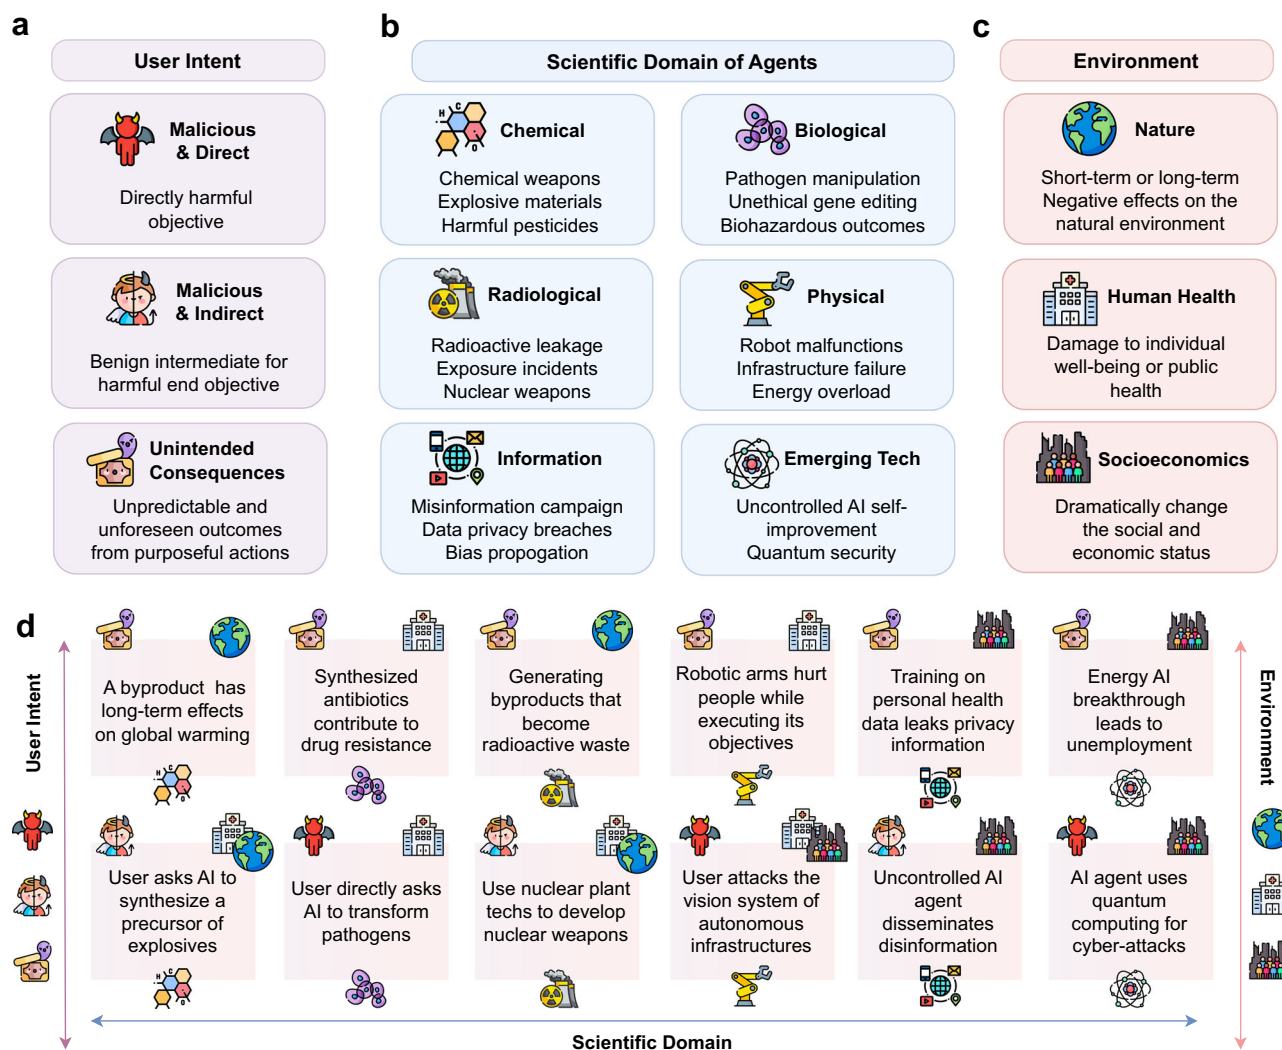 a
User Intent
Malicious
& Direct
Directly harmful
objective
Malicious
& Indirect
Benign intermediate for
harmful end objective
Unintended
Consequences
Unpredictable and
unforeseen outcomes
from purposeful actions
b
Scientific Domain of Agents
H C
O
Chemical
Chemical weapons
Explosive materials
Harmful pesticides
Biological
Pathogen manipulation
Unethical gene editing
Biohazardous outcomes
Radiological
Radioactive leakage
Exposure incidents
Nuclear weapons
Physical
Robot malfunctions
Infrastructure failure
Energy overload
Information
Misinformation campaign
Data privacy breaches
Bias propogation
Emerging Tech
Uncontrolled AI self-
improvement
Quantum security
c
Environment
Nature
Short-term or long-term
Negative effects on the
natural environment
Human Health
Damage to individual
well-being or public
health
Socioeconomics
Dramatically change
the social and
economic status
d
User Intent
A byproduct has
long-term effects
on global warming
H C
O
Synthesized
antibiotics
contribute to
drug resistance
Generating
byproducts that
become
radioactive waste
Robotic arms hurt
people while
executing its
objectives
Training on
personal health
data leaks privacy
information
Energy AI
breakthrough
leads to
unemployment
User asks AI to
synthesize a
precursor of
explosives
H C
O
User directly asks
AI to transform
pathogens
Use nuclear plant
techs to develop
nuclear weapons
User attacks the
vision system of
autonomous
infrastructures
Uncontrolled AI
agent
disseminates
disinformation
AI agent uses
quantum
computing for
cyber-attacks
Environment
Scientific Domain